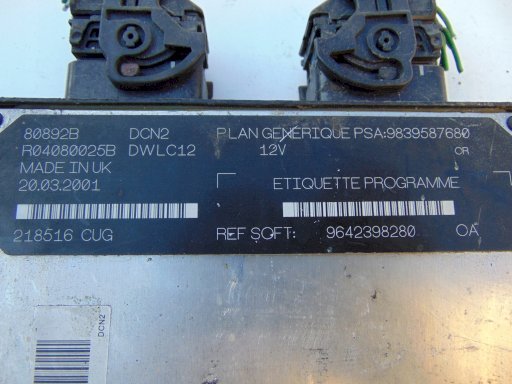 80892B DCN2 PLAN GENÉRIQUE PSA:9839587680
R04080025B DWLC12 12V CR
MADE IN UK
20.03.2001 ETIQUETTE PROGRAMME
218516 CUG REF SOFT: 9642398280 OA
DCN2